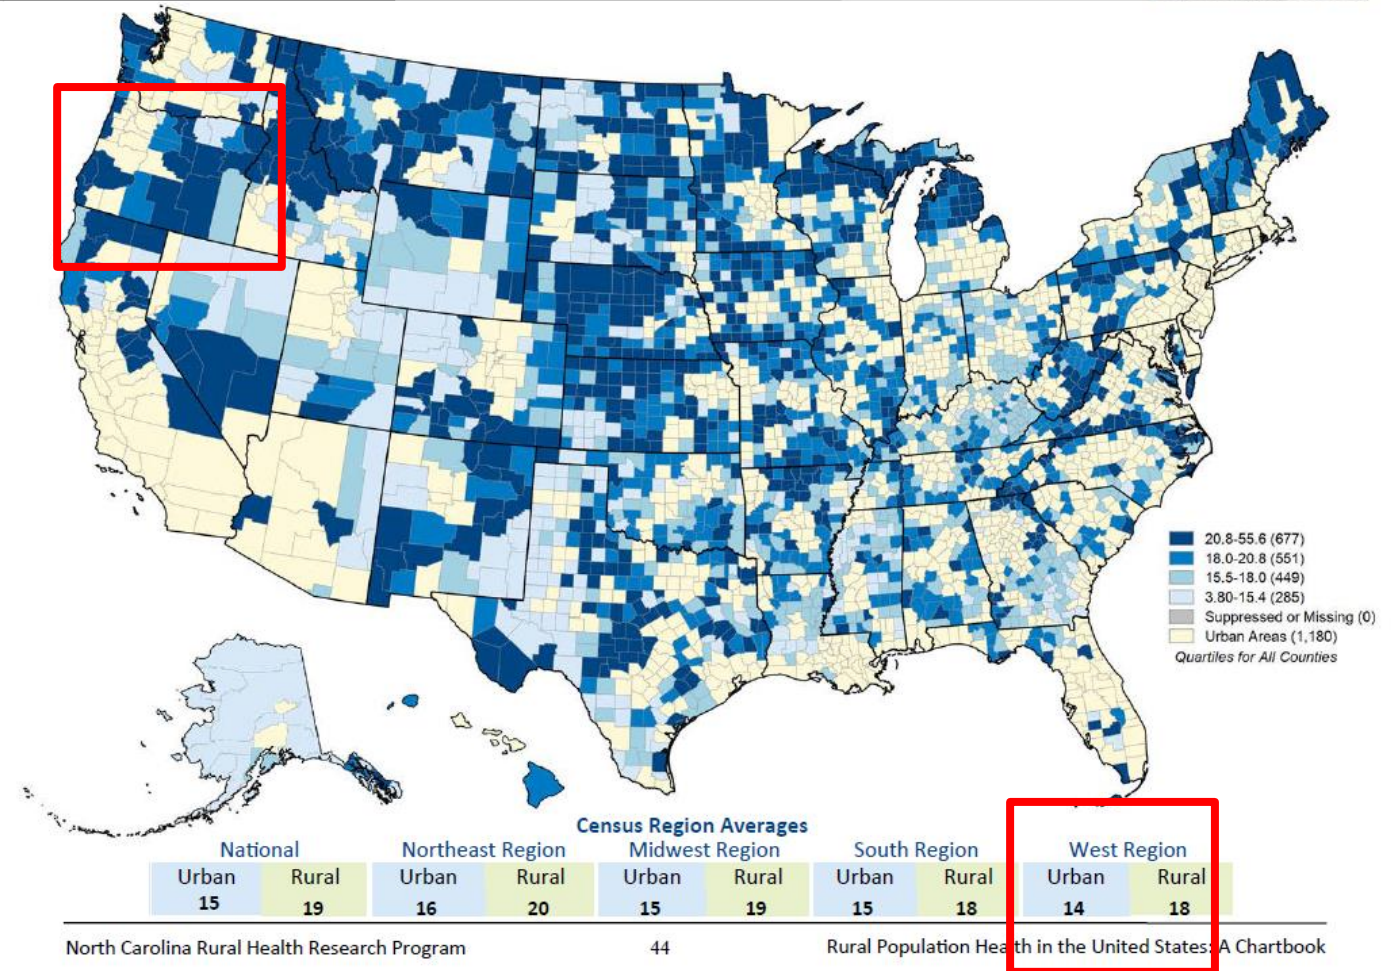 20.8-55.6 (677)
18.0-20.8 (551)
15.5-18.0 (449)
3.80-15.4 (285)
Suppressed or Missing (0)
Urban Areas (1,180)
Quartiles for All Counties
Census Region Averages
National Northeast Region Midwest Region South Region West Region
Urban Rural Urban Rural Urban Rural Urban Rural Urban Rural
15 19 16 20 15 19 15 18 14 18
North Carolina Rural Health Research Program 44 Rural Population Health in the United States: A Chartbook